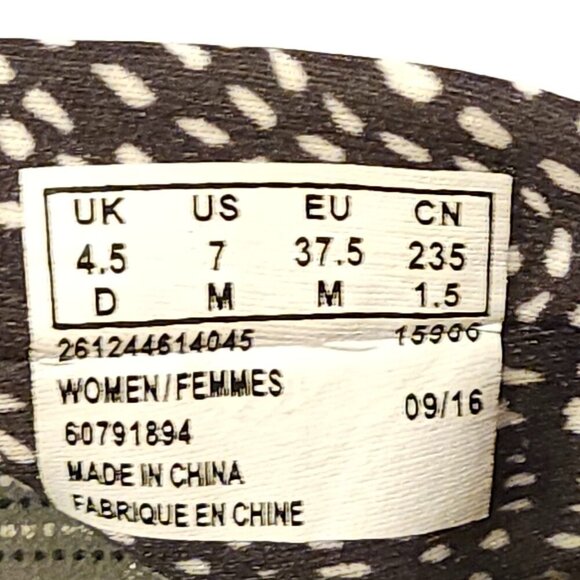 UK US EU CN
4.5 7 37.5 235
D M M 1.5
261244614045 15906
WOMEN/FEMMES
09/16
60791894
MADE IN CHINA
FABRIQUE EN CHINE